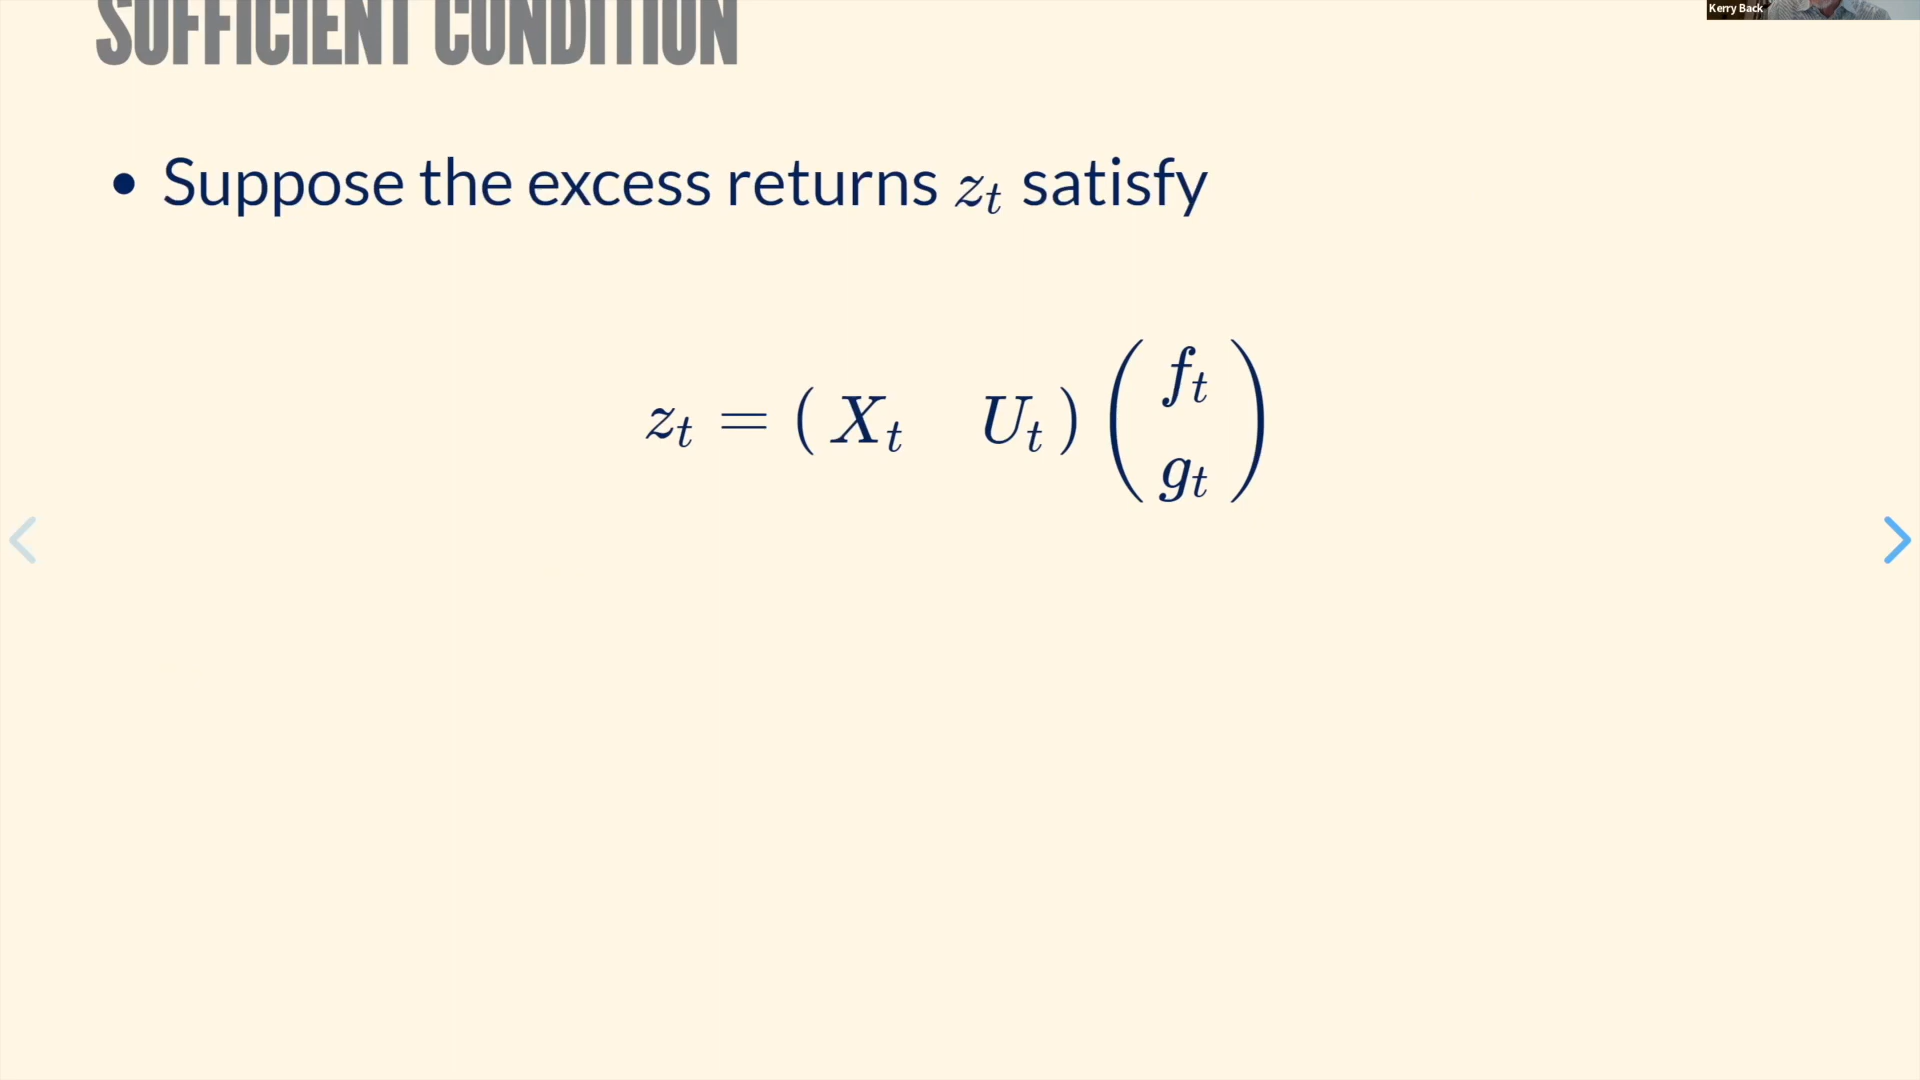 Kerry Back
SUFFICIENT CONDITION
• Suppose the excess returns z_t satisfy
z_t = ( X_t U_t ) ( f_t
g_t )